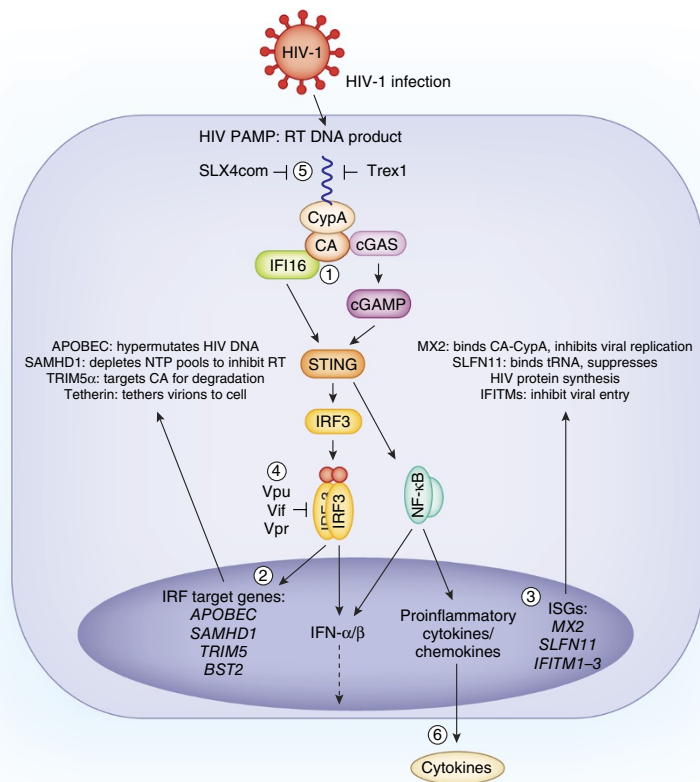 HIV-1
HIV-1 infection
HIV PAMP: RT DNA product
SLX4com
5
Trex1
CypA
CA
cGAS
IFI16
1
cGAMP
APOBEC: hypermutates HIV DNA
SAMHD1: depletes NTP pools to inhibit RT
TRIM5α: targets CA for degradation
Tetherin: tethers virions to cell
MX2: binds CA-CypA, inhibits viral replication
SLFN11: binds tRNA, suppresses
HIV protein synthesis
IFITMs: inhibit viral entry
STING
IRF3
4
Vpu
Vif
Vpr
IRF3
IRF3
NF-κB
2
IRF target genes:
APOBEC
SAMHD1
TRIM5
BST2
IFN-α/β
Proinflammatory
cytokines/
chemokines
3
ISGs:
MX2
SLFN11
IFITM1–3
6
Cytokines